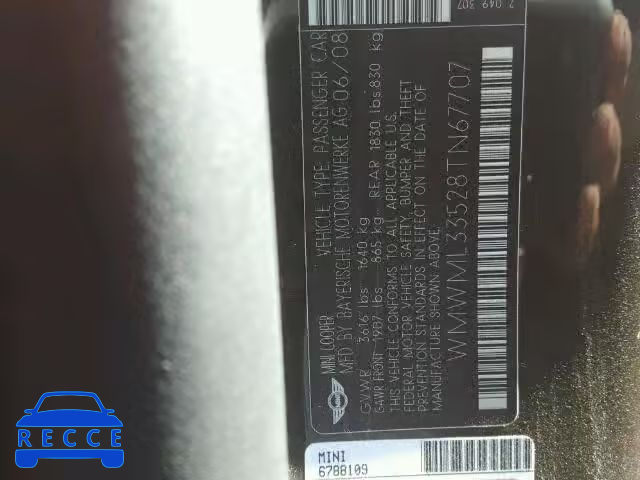 MINI COOPER VEHICLE TYPE: PASSENGER CAR
MFD BY BAYERISCHE MOTORENWERKE AG 06/08
GVWR 3616 lbs 1640 kg
GAWR FRONT 1907 lbs 865 kg REAR 1830 lbs 830 kg
THIS VEHICLE CONFORMS TO ALL APPLICABLE U.S.
FEDERAL MOTOR VEHICLE SAFETY, BUMPER AND THEFT
PREVENTION STANDARDS IN EFFECT ON THE DATE OF
MANUFACTURE SHOWN ABOVE.
WMWML33528TN67707
7 049 307
MINI
6788109
RECCE